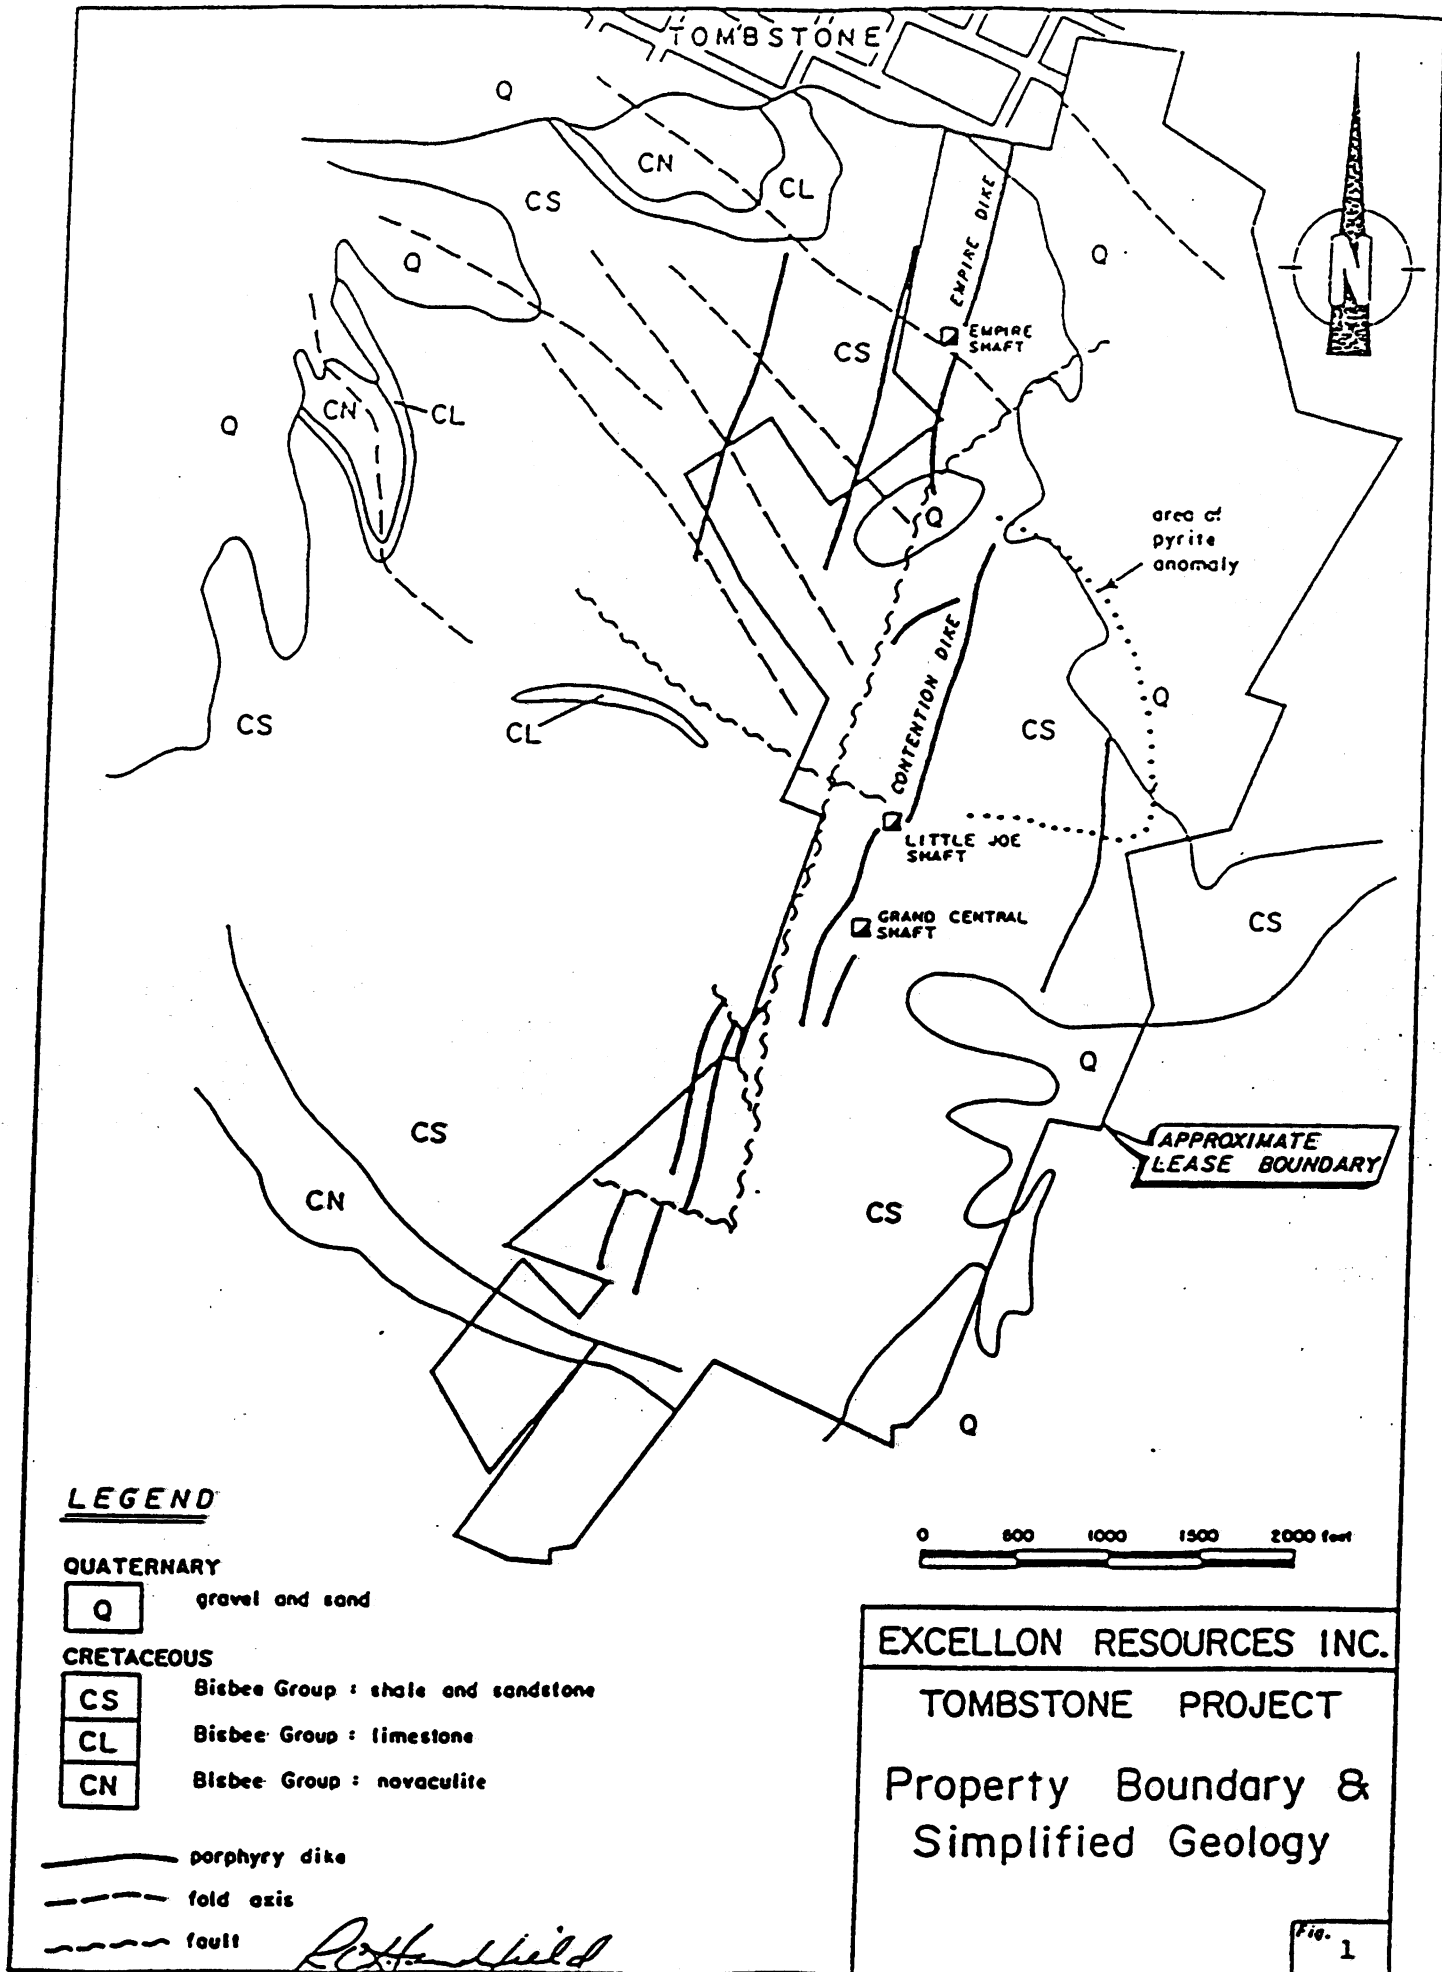 TOMBSTONE
Q
CN
CL
CS
EMPIRE DIKE
Q
Q
EMPIRE
SHAFT
CS
CN
CL
Q
Q
area of
pyrite
anomaly
CONTENTION DIKE
Q
CS
CS
CL
LITTLE JOE
SHAFT
GRAND CENTRAL
SHAFT
CS
Q
CS
APPROXIMATE
LEASE BOUNDARY
CN
CS
Q
LEGEND
0 500 1000 1500 2000 feet
QUATERNARY
Q gravel and sand
CRETACEOUS
CS Bisbee Group : shale and sandstone
CL Bisbee Group : limestone
CN Bisbee Group : novaculite
porphyry dike
fold axis
fault
EXCELLON RESOURCES INC.
TOMBSTONE PROJECT
Property Boundary &
Simplified Geology
Fig. 1